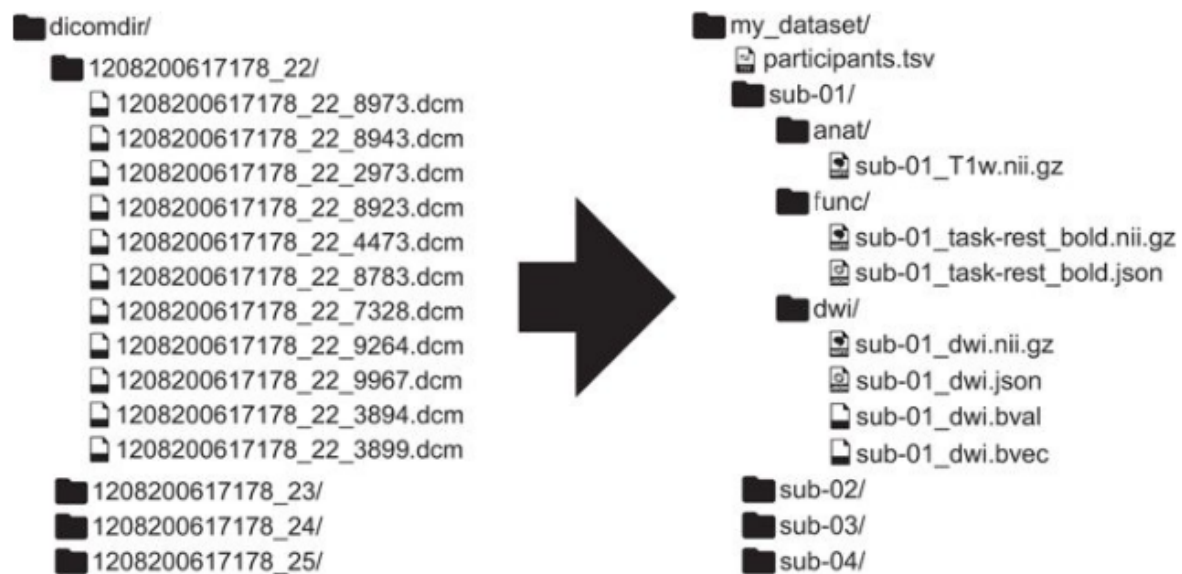 dicomdir/
1208200617178_22/
1208200617178_22_8973.dcm
1208200617178_22_8943.dcm
1208200617178_22_2973.dcm
1208200617178_22_8923.dcm
1208200617178_22_4473.dcm
1208200617178_22_8783.dcm
1208200617178_22_7328.dcm
1208200617178_22_9264.dcm
1208200617178_22_9967.dcm
1208200617178_22_3894.dcm
1208200617178_22_3899.dcm
1208200617178_23/
1208200617178_24/
1208200617178_25/
my_dataset/
participants.tsv
sub-01/
anat/
sub-01_T1w.nii.gz
func/
sub-01_task-rest_bold.nii.gz
sub-01_task-rest_bold.json
dwi/
sub-01_dwi.nii.gz
sub-01_dwi.json
sub-01_dwi.bval
sub-01_dwi.bvec
sub-02/
sub-03/
sub-04/